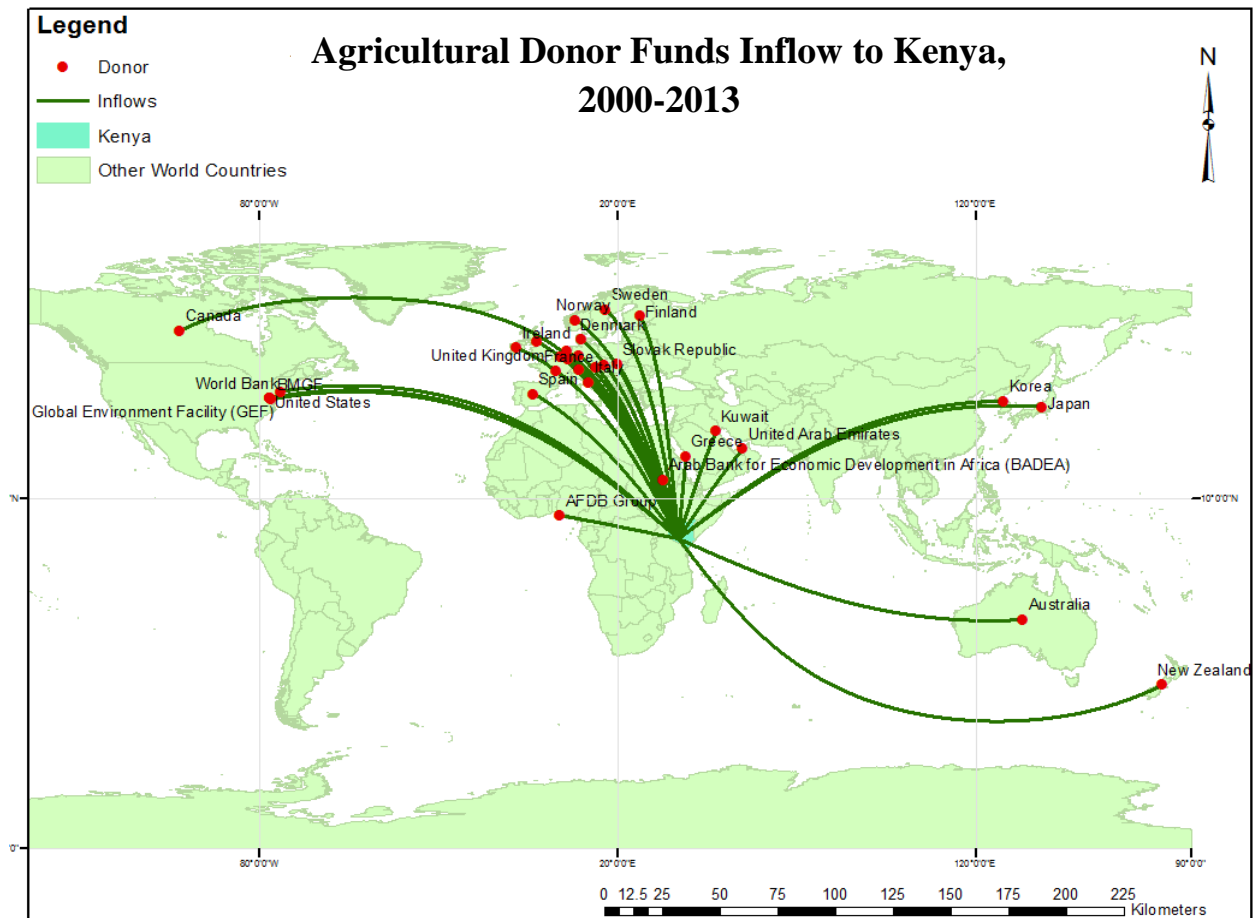 Legend
Donor
Inflows
Kenya
Other World Countries
Agricultural Donor Funds Inflow to Kenya,
2000-2013
N
80°0'0"W
20°0'0"E
120°0'0"E
Canada
Norway
Sweden
Finland
Ireland
Denmark
United Kingdom
France
Slovak Republic
Italy
Spain
World Bank
BMGF
United States
Global Environment Facility (GEF)
Korea
Japan
Kuwait
United Arab Emirates
Greece
Arab Bank for Economic Development in Africa (BADEA)
AFDB Group
°N
10°0'0"N
Australia
New Zealand
'0"
80°0'0"W
20°0'0"E
120°0'0"E
90°0'0"
0 12.5 25 50 75 100 125 150 175 200 225
Kilometers